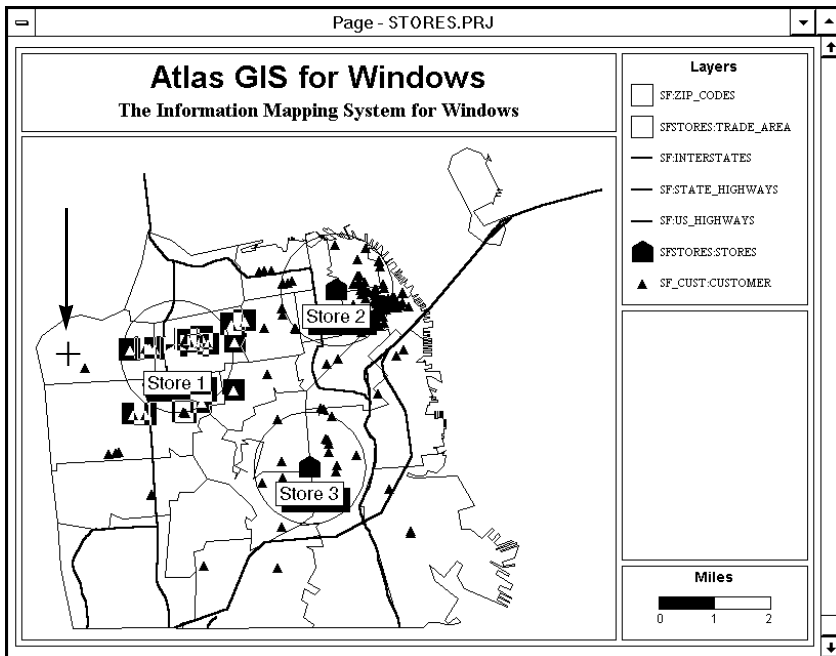 Page - STORES.PRJ
Atlas GIS for Windows
The Information Mapping System for Windows
Layers
SF:ZIP_CODES
SFSTORES:TRADE_AREA
SF:INTERSTATES
SF:STATE_HIGHWAYS
SF:US_HIGHWAYS
SFSTORES:STORES
SF_CUST:CUSTOMER
Store 2
Store 1
Store 3
Miles
0 1 2